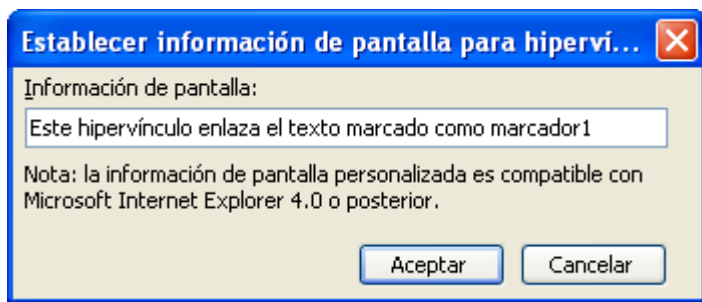 Establecer información de pantalla para hiperví...
Información de pantalla:
Este hipervínculo enlaza el texto marcado como marcador1
Nota: la información de pantalla personalizada es compatible con
Microsoft Internet Explorer 4.0 o posterior.
Aceptar Cancelar